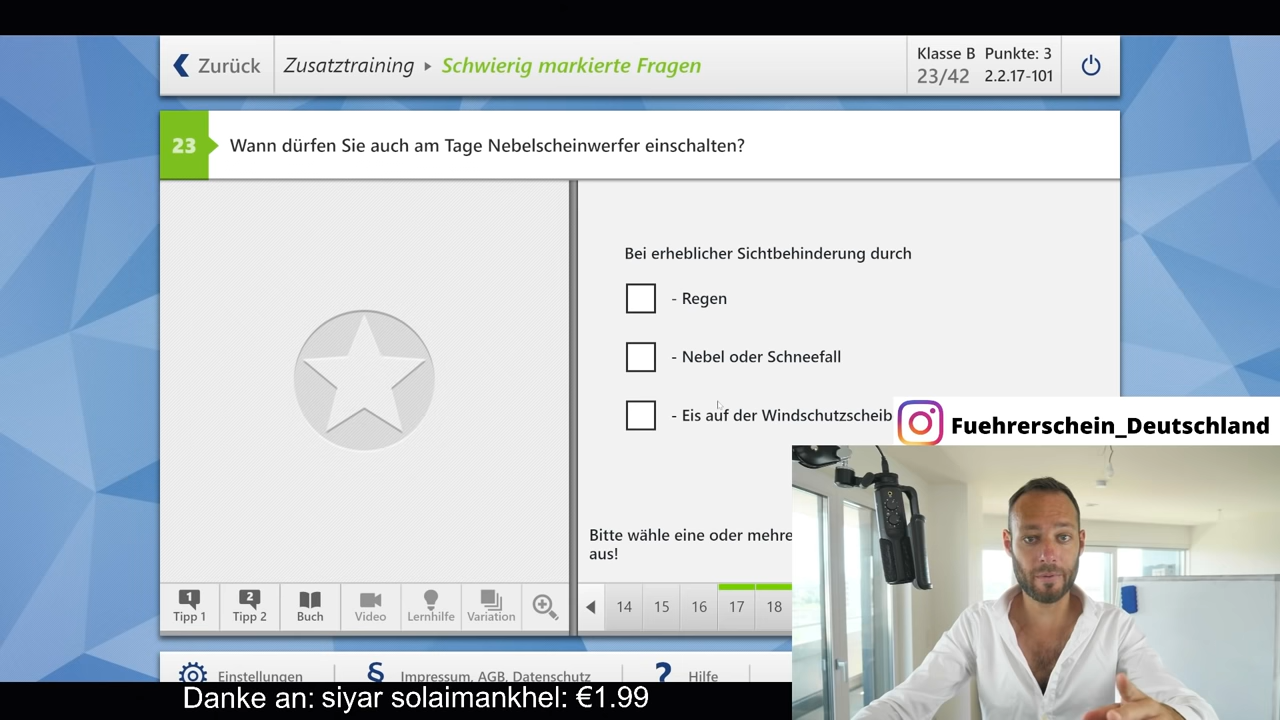 Zurück
Zusatztraining ▸ Schwierig markierte Fragen
Klasse B Punkte: 3
23/42 2.2.17-101
23
Wann dürfen Sie auch am Tage Nebelscheinwerfer einschalten?
Bei erheblicher Sichtbehinderung durch
- Regen
- Nebel oder Schneefall
- Eis auf der Windschutzscheib
Fuehrerschein_Deutschland
Bitte wähle eine oder mehre
aus!
1
Tipp 1
2
Tipp 2
Buch
Video
Lernhilfe
Variation
14 15 16 17 18
Einstellungen
§ Impressum, AGB, Datenschutz
? Hilfe
Danke an: siyar solaimankhel: €1.99